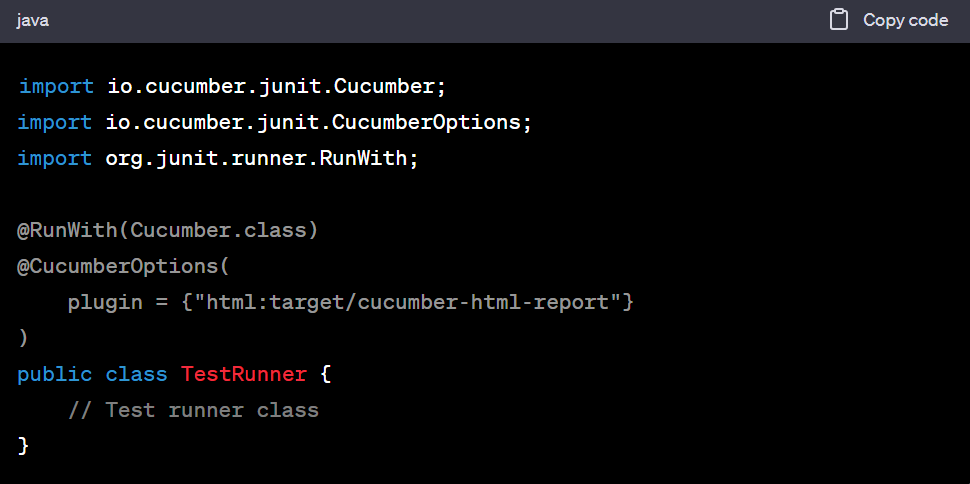 java
Copy code
import io.cucumber.junit.Cucumber;
import io.cucumber.junit.CucumberOptions;
import org.junit.runner.RunWith;
@RunWith(Cucumber.class)
@CucumberOptions(
    plugin = {"html:target/cucumber-html-report"}
)
public class TestRunner {
    // Test runner class
}